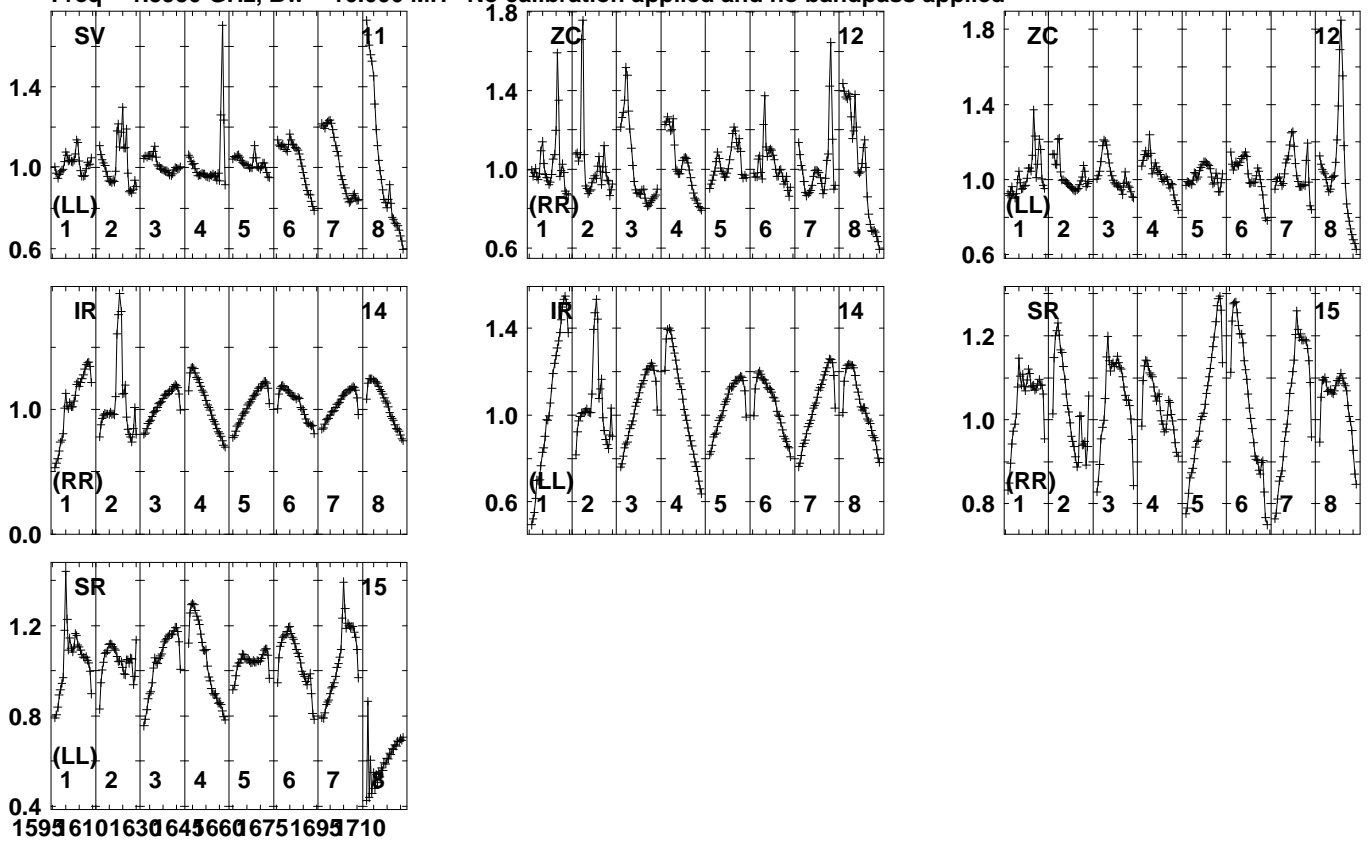 No calibration applied and no bandpass applied
SV 11
1.4
1.0
0.6
(LL)
1 2 3 4 5 6 7 8
ZC 12
1.8
1.4
1.0
0.6
(RR)
1 2 3 4 5 6 7 8
ZC 12
1.8
1.4
1.0
0.6
(LL)
1 2 3 4 5 6 7 8
IR 14
1.0
0.0
(RR)
1 2 3 4 5 6 7 8
IR 14
1.4
1.0
0.6
(LL)
1 2 3 4 5 6 7 8
SR 15
1.2
1.0
0.8
(RR)
1 2 3 4 5 6 7 8
SR 15
1.2
0.8
0.4
(LL)
1 2 3 4 5 6 7 8
1595 1610 1630 1645 1660 1675 1695 1710